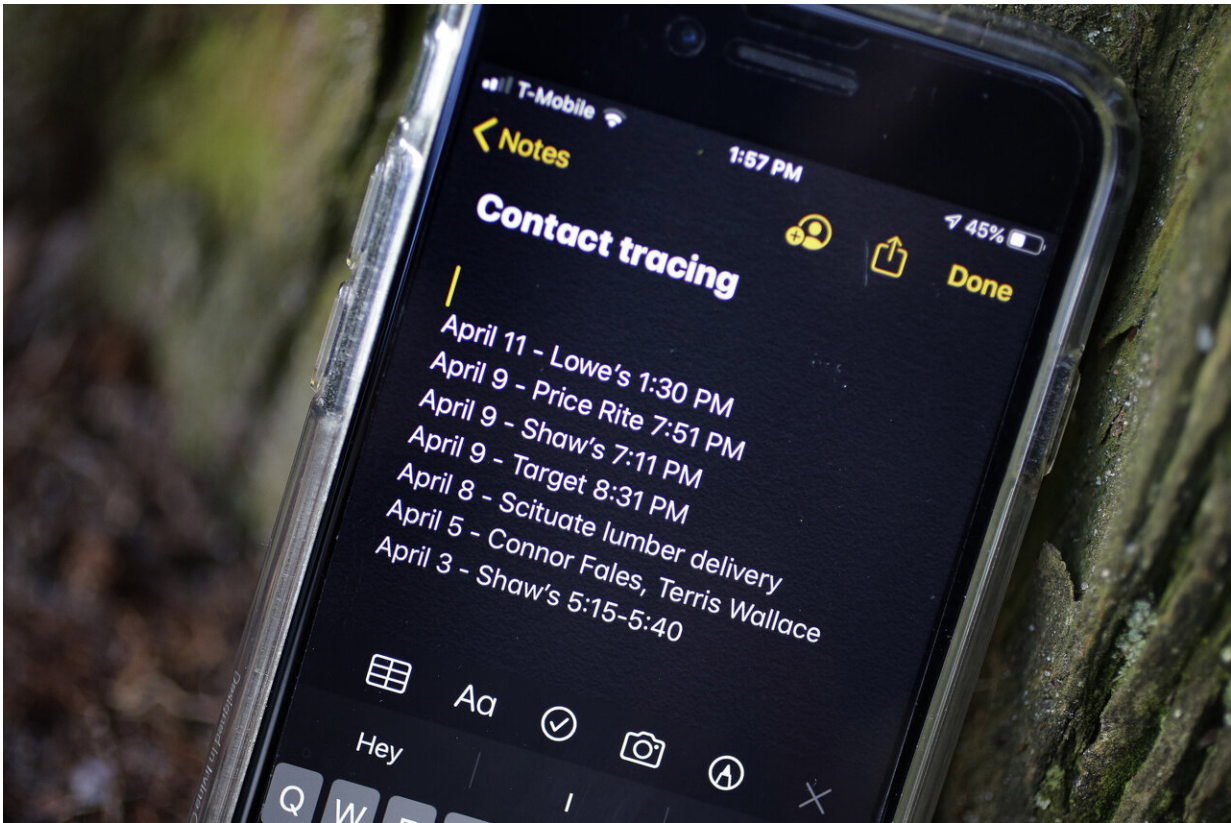 T-Mobile
1:57 PM
45%
Notes
Done
Contact tracing
April 11 - Lowe's 1:30 PM
April 9 - Price Rite 7:51 PM
April 9 - Shaw's 7:11 PM
April 9 - Target 8:31 PM
April 8 - Scituate lumber delivery
April 5 - Connor Fales, Terris Wallace
April 3 - Shaw's 5:15-5:40
Aa
Hey
I
Q W